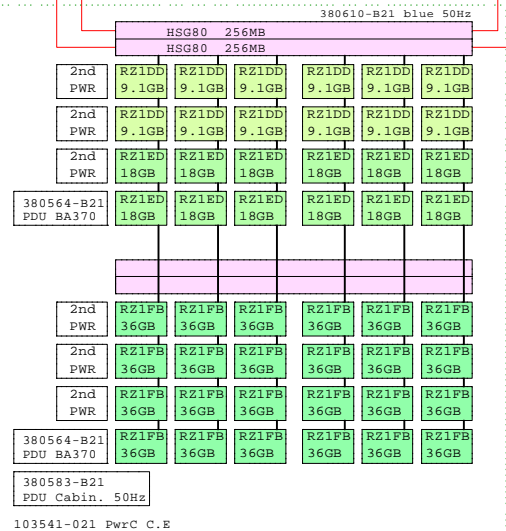 380610-B21 blue 50Hz
HSG80 256MB
HSG80 256MB
2nd PWR RZ1DD 9.1GB RZ1DD 9.1GB RZ1DD 9.1GB RZ1DD 9.1GB RZ1DD 9.1GB RZ1DD 9.1GB
2nd PWR RZ1DD 9.1GB RZ1DD 9.1GB RZ1DD 9.1GB RZ1DD 9.1GB RZ1DD 9.1GB RZ1DD 9.1GB
2nd PWR RZ1ED 18GB RZ1ED 18GB RZ1ED 18GB RZ1ED 18GB RZ1ED 18GB RZ1ED 18GB
380564-B21 PDU BA370 RZ1ED 18GB RZ1ED 18GB RZ1ED 18GB RZ1ED 18GB RZ1ED 18GB RZ1ED 18GB
2nd PWR RZ1FB 36GB RZ1FB 36GB RZ1FB 36GB RZ1FB 36GB RZ1FB 36GB RZ1FB 36GB
2nd PWR RZ1FB 36GB RZ1FB 36GB RZ1FB 36GB RZ1FB 36GB RZ1FB 36GB RZ1FB 36GB
2nd PWR RZ1FB 36GB RZ1FB 36GB RZ1FB 36GB RZ1FB 36GB RZ1FB 36GB RZ1FB 36GB
380564-B21 PDU BA370 RZ1FB 36GB RZ1FB 36GB RZ1FB 36GB RZ1FB 36GB RZ1FB 36GB RZ1FB 36GB
380583-B21
PDU Cabin. 50Hz
103541-021 PwrC C.E